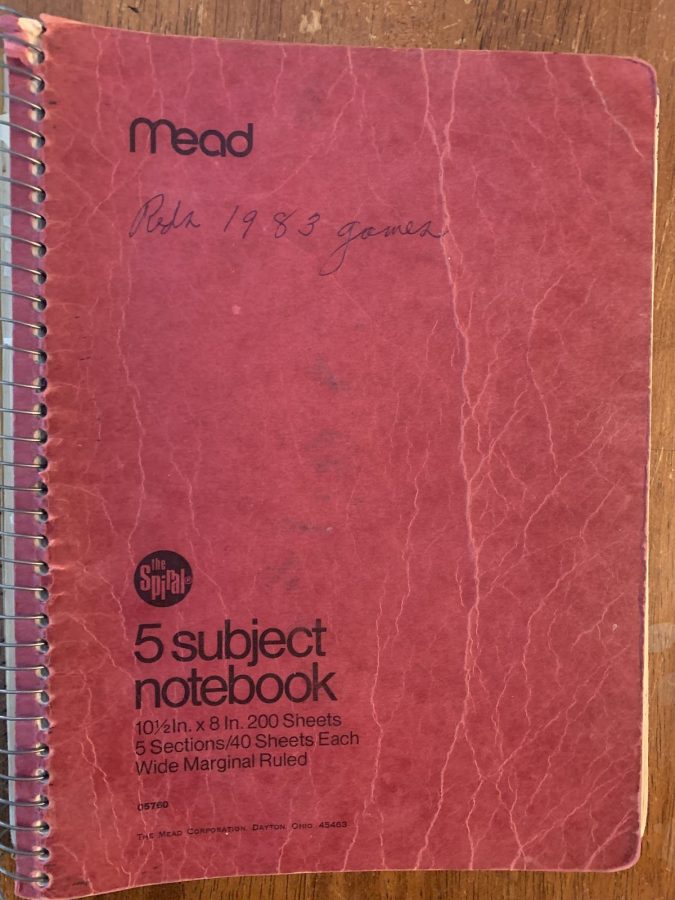 mead
Reds 1983 games
the
Spiral®
5 subject
notebook
10½ In. x 8 In. 200 Sheets
5 Sections/40 Sheets Each
Wide Marginal Ruled
05760
The Mead Corporation, Dayton, Ohio 45463